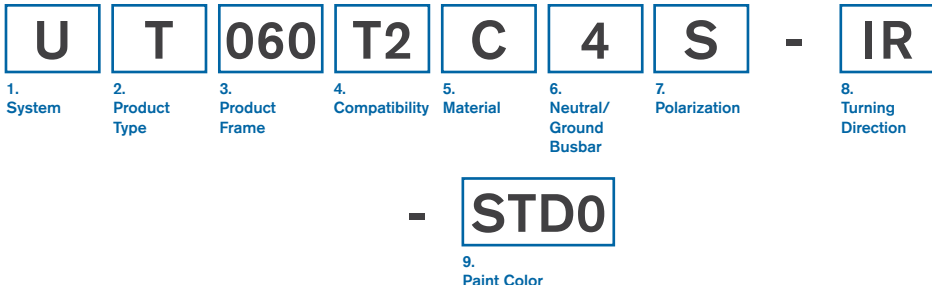 U T 060 T2 C 4 S - IR
1. 2. 3. 4. 5. 6. 7. 8.
System Product Product Compatibility Material Neutral/ Polarization Turning
Type Frame Ground Direction
Busbar
- STD0
9.
Paint Color